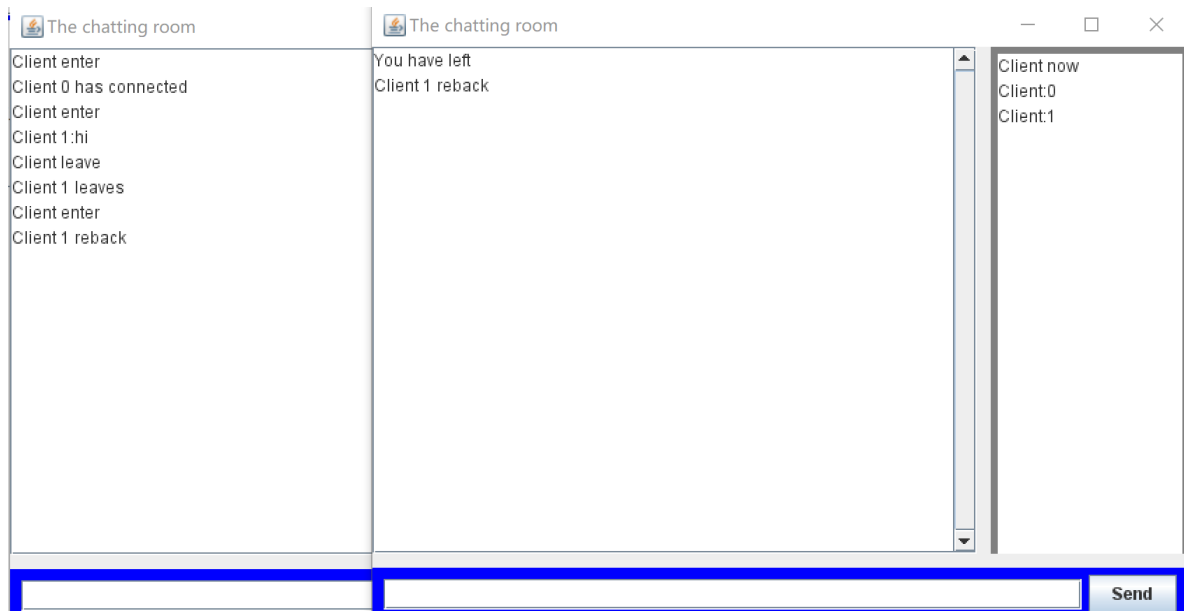 The chatting room
Client enter
Client 0 has connected
Client enter
Client 1:hi
Client leave
Client 1 leaves
Client enter
Client 1 reback
The chatting room
You have left
Client 1 reback
Client now
Client:0
Client:1
Send